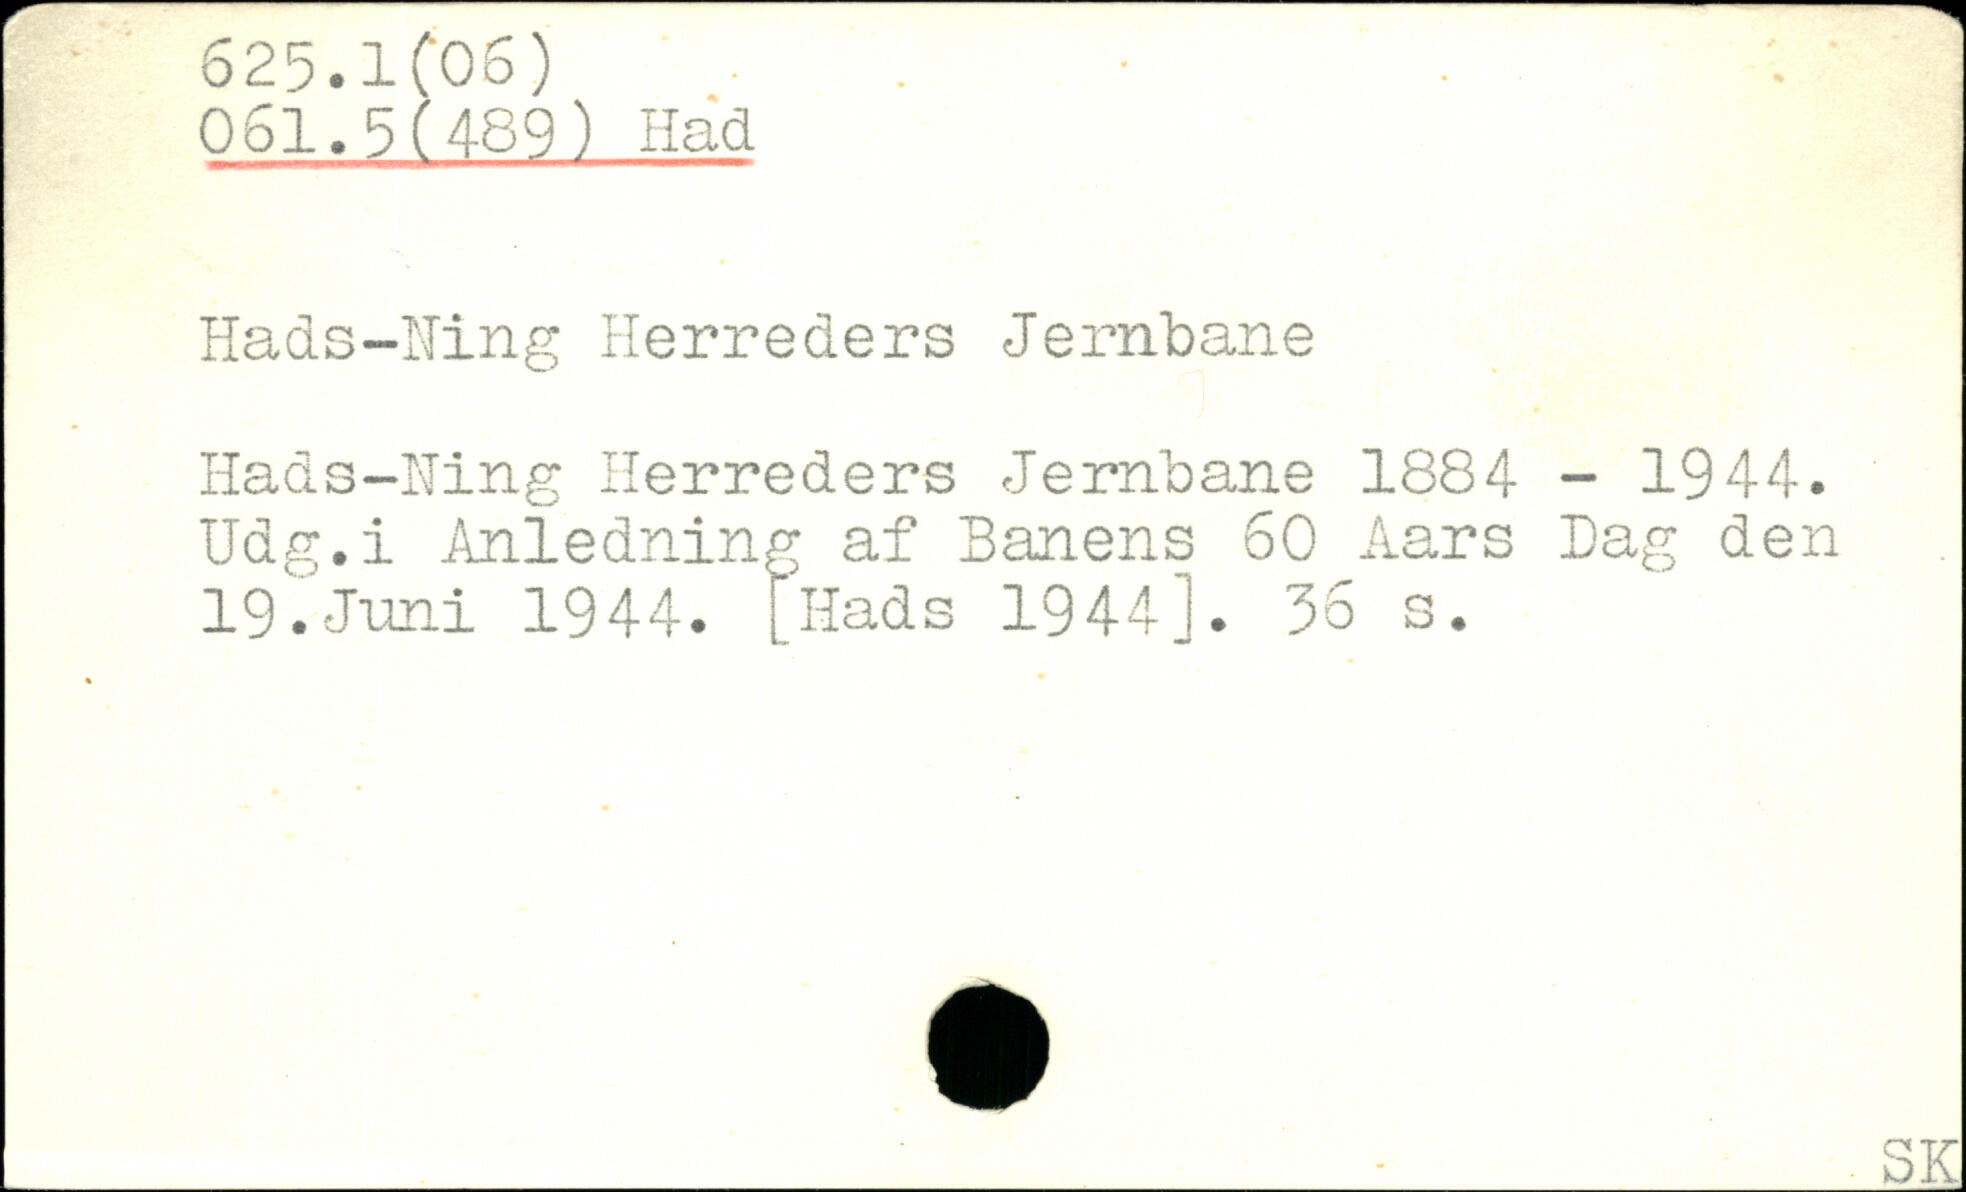 625.1(06)
061.5(489) Had
Hads-Ning Herreders Jernbane
Hads-Ning Herreders Jernbane 1884 - 1944.
Udg.i Anledning af Banens 60 Aars Dag den
19.Juni 1944. [Hads 1944]. 36 s.
SK